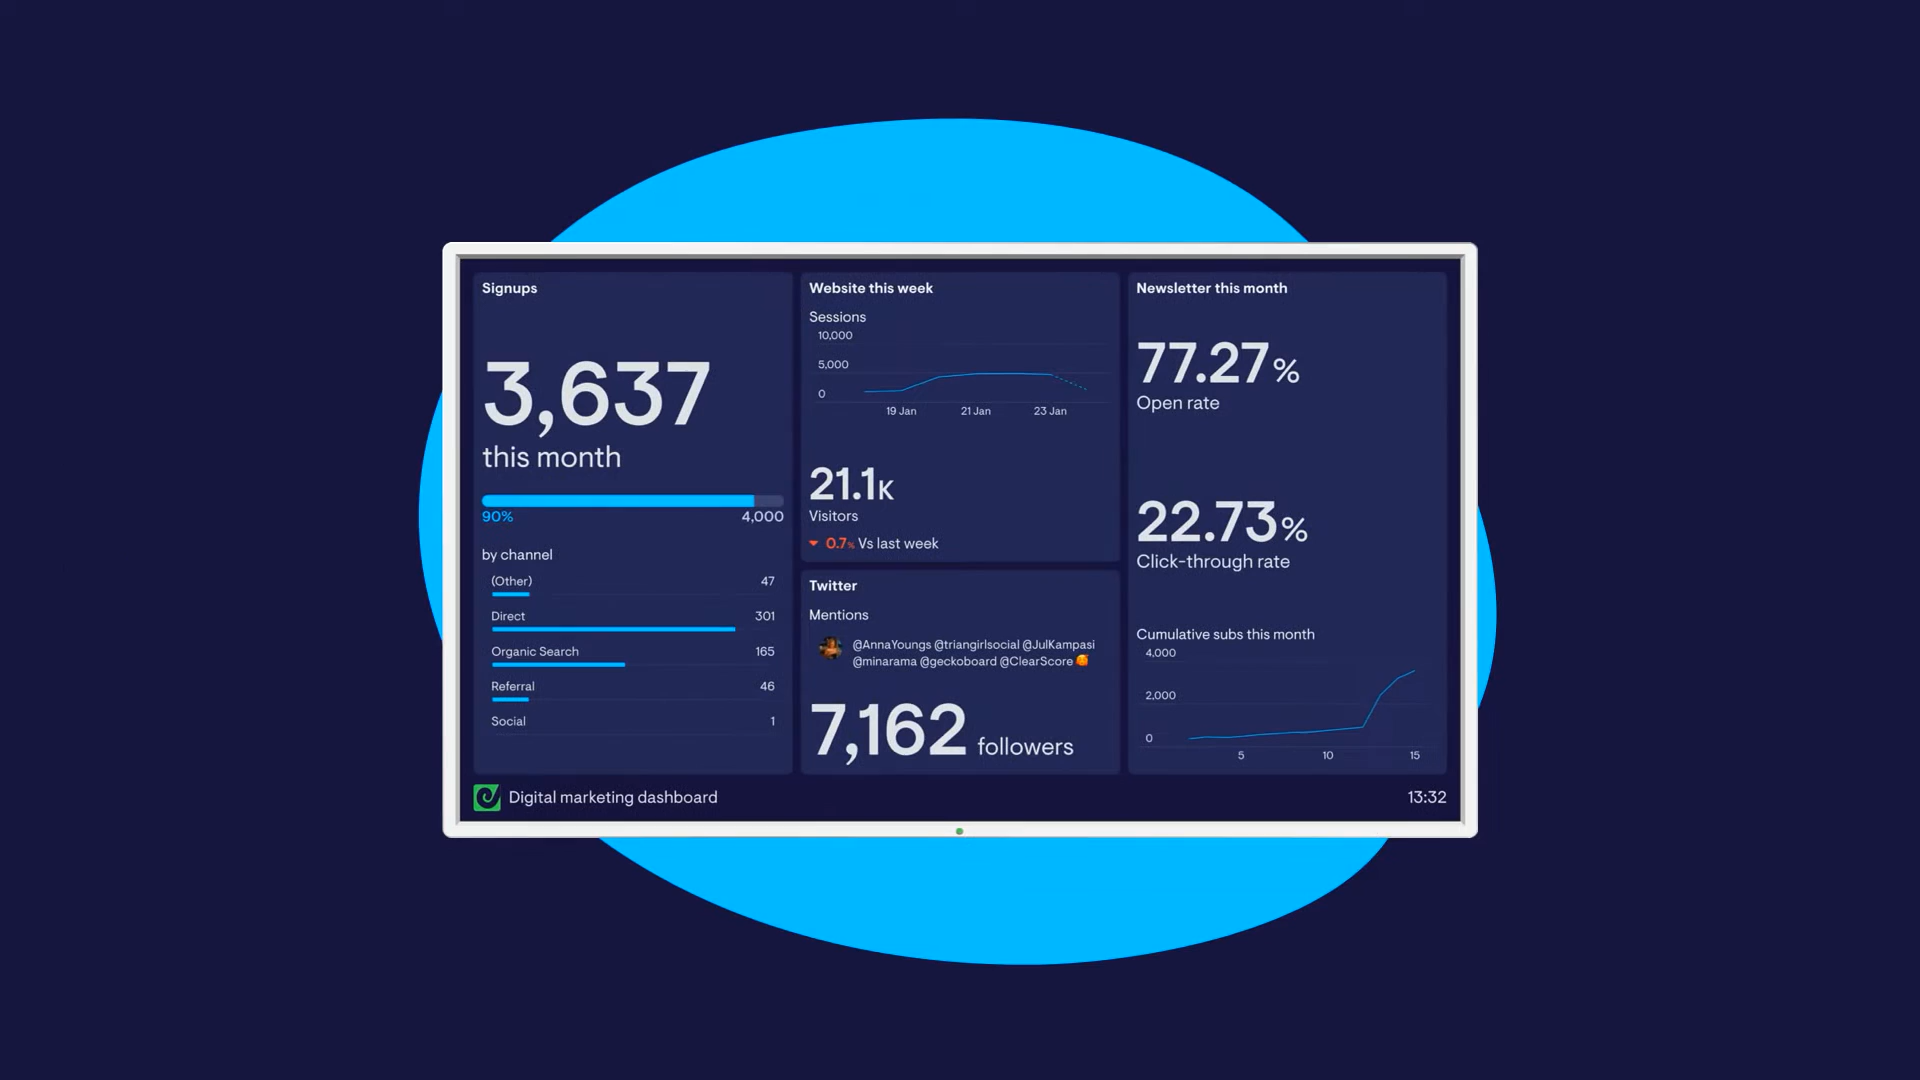 Signups
3,637
this month
90% 4,000
by channel
(Other) 47
Direct 301
Organic Search 165
Referral 46
Social 1
Website this week
Sessions
10,000
5,000
0
19 Jan 21 Jan 23 Jan
21.1K
Visitors
0.7% Vs last week
Twitter
Mentions
@AnnaYoungs @triangirlsocial @JulKampasi
@minarama @geckoboard @ClearScore
7,162 followers
Newsletter this month
77.27%
Open rate
22.73%
Click-through rate
Cumulative subs this month
4,000
2,000
0
5 10 15
Digital marketing dashboard
13:32